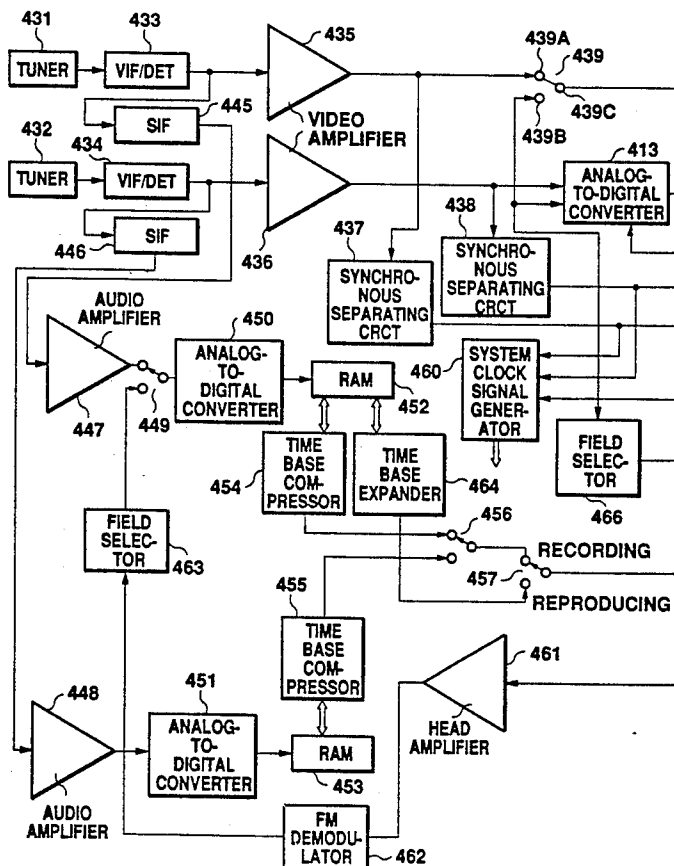 431
433
435
TUNER
VIF/DET
439A
439
445
SIF
VIDEO
AMPLIFIER
439C
439B
432
434
TUNER
VIF/DET
413
ANALOG-
TO-DIGITAL
CONVERTER
446
SIF
436
437
438
SYNCHRO-
NOUS
SEPARATING
CRCT
SYNCHRO-
NOUS
SEPARATING
CRCT
AUDIO
AMPLIFIER
450
ANALOG-
TO-
DIGITAL
CONVERTER
447
449
RAM
452
460
SYSTEM
CLOCK
SIGNAL
GENER-
ATOR
454
TIME
BASE
COM-
PRESSOR
TIME
BASE
EXPANDER
464
FIELD
SELEC-
TOR
466
FIELD
SELEC-
TOR
463
456
RECORDING
457
REPRODUCING
455
TIME
BASE
COM-
PRESSOR
461
HEAD
AMPLIFIER
448
451
ANALOG-
TO-
DIGITAL
CONVERTER
RAM
453
AUDIO
AMPLIFIER
FM
DEMODU-
LATOR
462